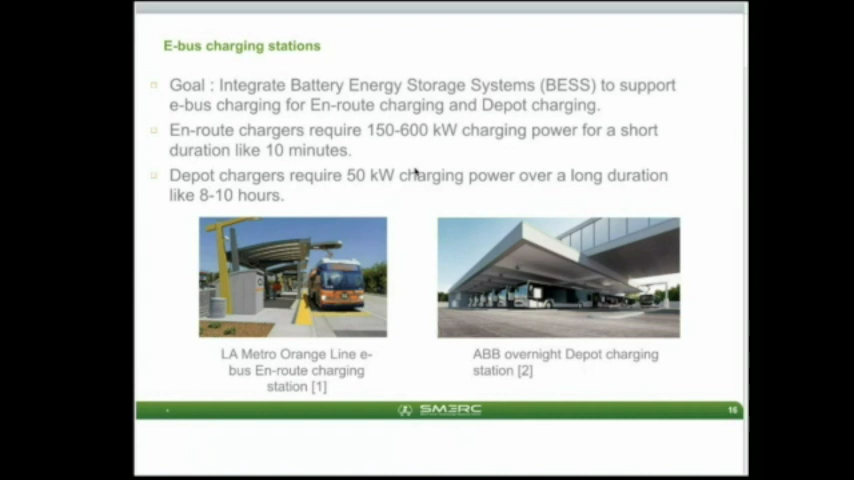 E-bus charging stations
Goal : Integrate Battery Energy Storage Systems (BESS) to support
e-bus charging for En-route charging and Depot charging.
En-route chargers require 150-600 kW charging power for a short
duration like 10 minutes.
Depot chargers require 50 kW charging power over a long duration
like 8-10 hours.
LA Metro Orange Line e-
bus En-route charging
station [1]
ABB overnight Depot charging
station [2]
SMERC
16